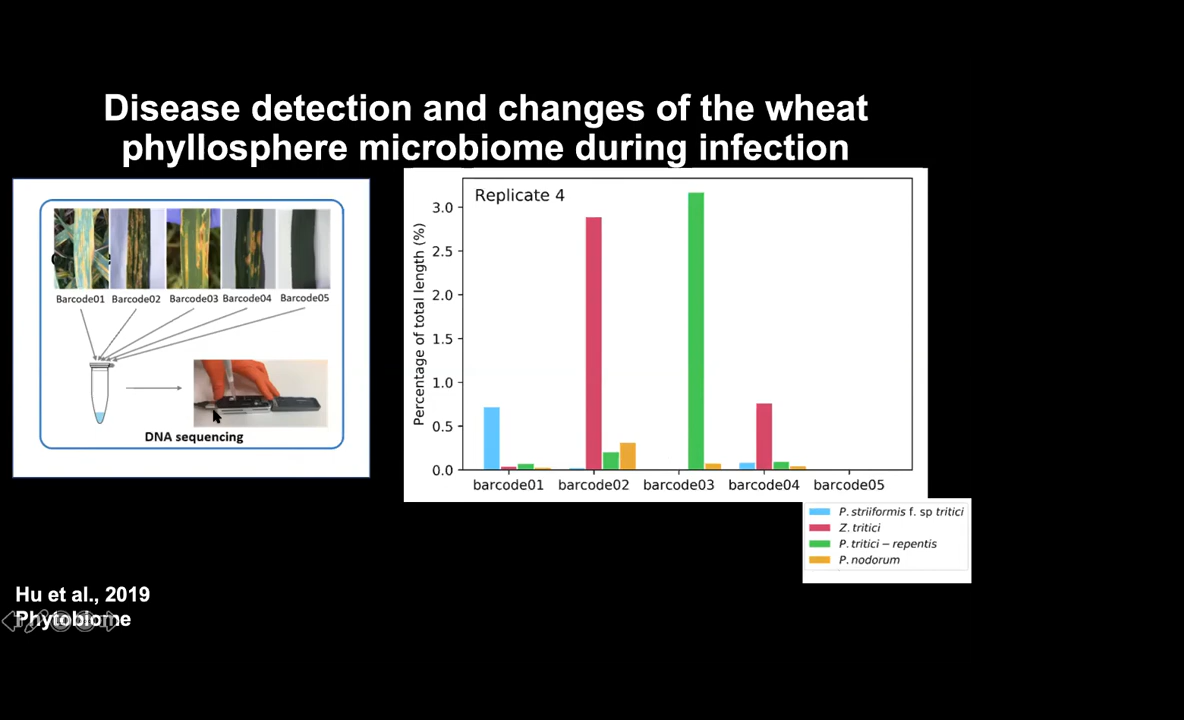 Disease detection and changes of the wheat
phyllosphere microbiome during infection
Barcode01 Barcode02 Barcode03 Barcode04 Barcode05
DNA sequencing
Replicate 4
Percentage of total length (%)
3.0
2.5
2.0
1.5
1.0
0.5
0.0
barcode01 barcode02 barcode03 barcode04 barcode05
P. striiformis f. sp tritici
Z. tritici
P. tritici − repentis
P. nodorum
Hu et al., 2019
Phytobiome